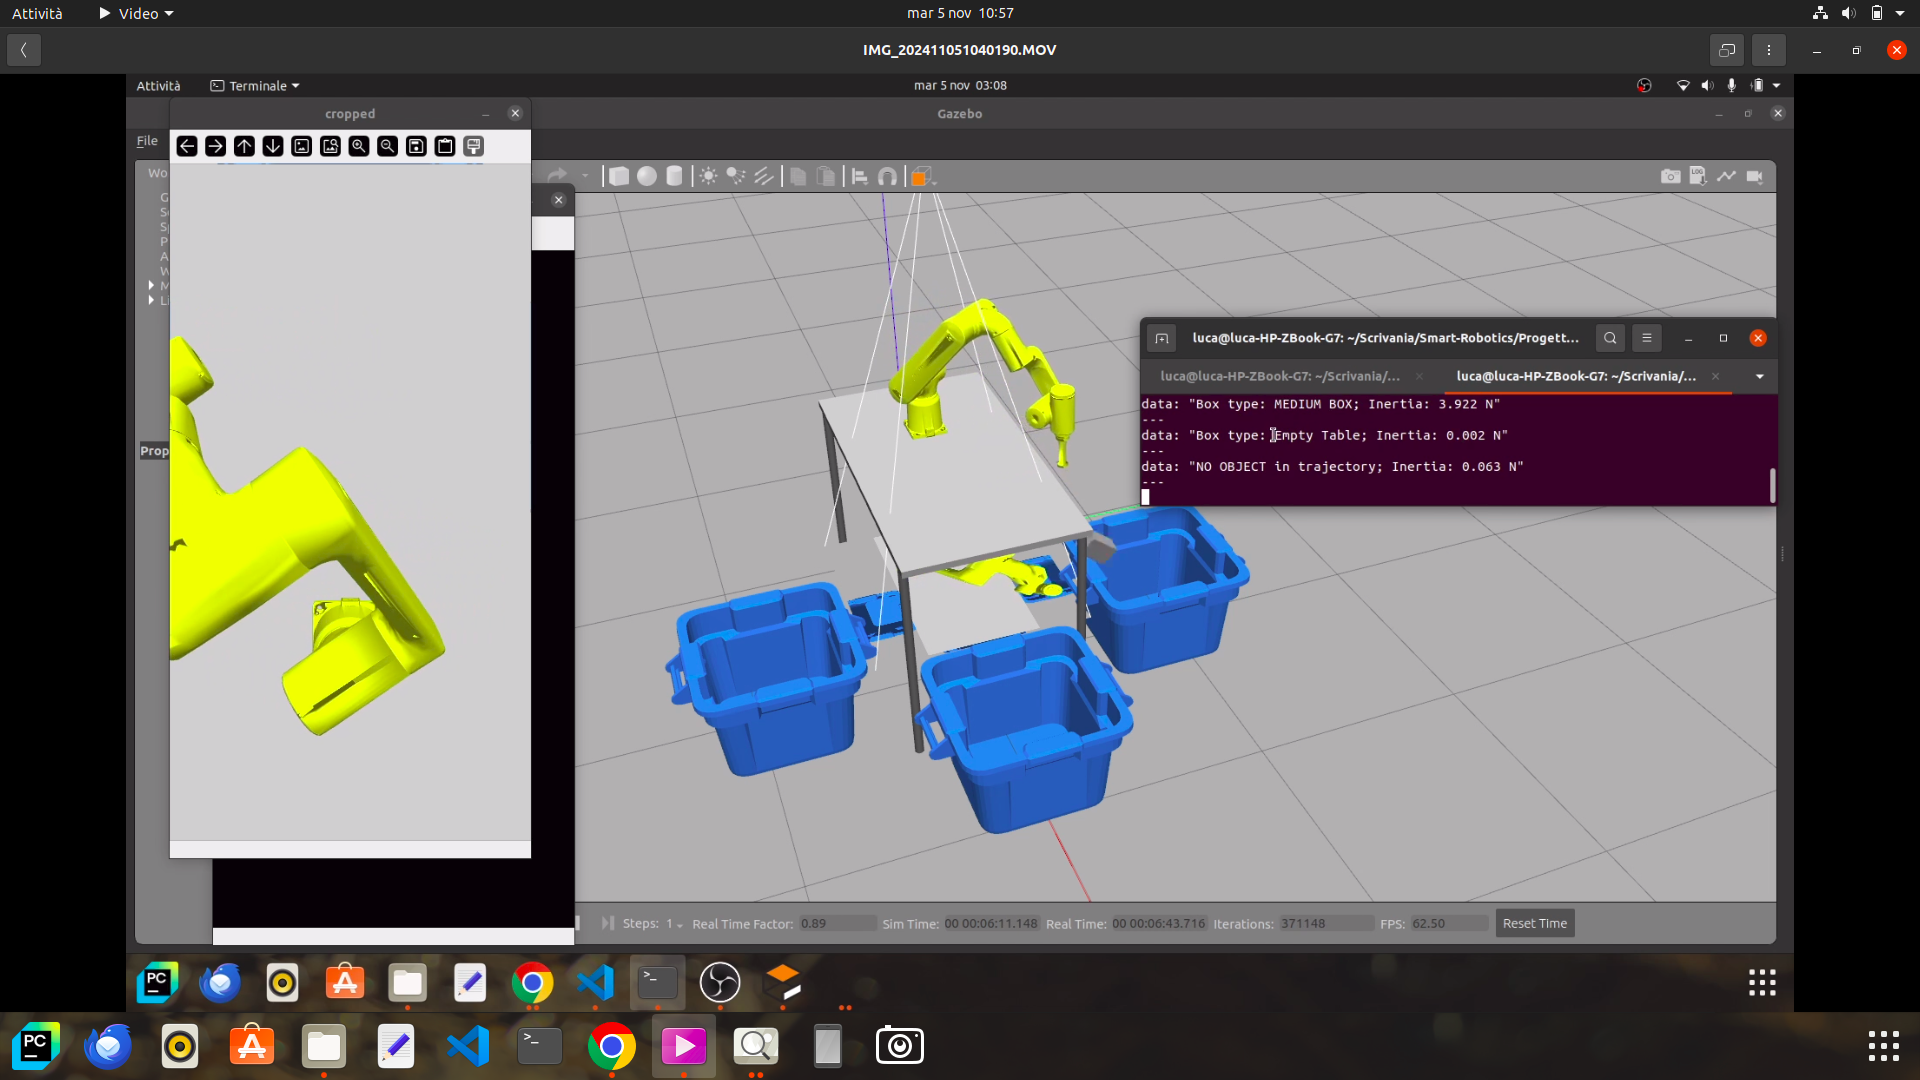 Attività
Video
mar 5 nov 10:57
IMG_202411051040190.MOV
Attività
Terminale
mar 5 nov 03:08
cropped
Gazebo
File
LOG
luca@luca-HP-ZBook-G7: ~/Scrivania/Smart-Robotics/Progett...
luca@luca-HP-ZBook-G7: ~/Scrivania/...
luca@luca-HP-ZBook-G7: ~/Scrivania/...
data: "Box type: MEDIUM BOX; Inertia: 3.922 N"
---
data: "Box type: Empty Table; Inertia: 0.002 N"
---
data: "NO OBJECT in trajectory; Inertia: 0.063 N"
---
Prop
Steps: 1
Real Time Factor: 0.89
Sim Time: 00 00:06:11.148
Real Time: 00 00:06:43.716
Iterations: 371148
FPS: 62.50
Reset Time
PC
PC